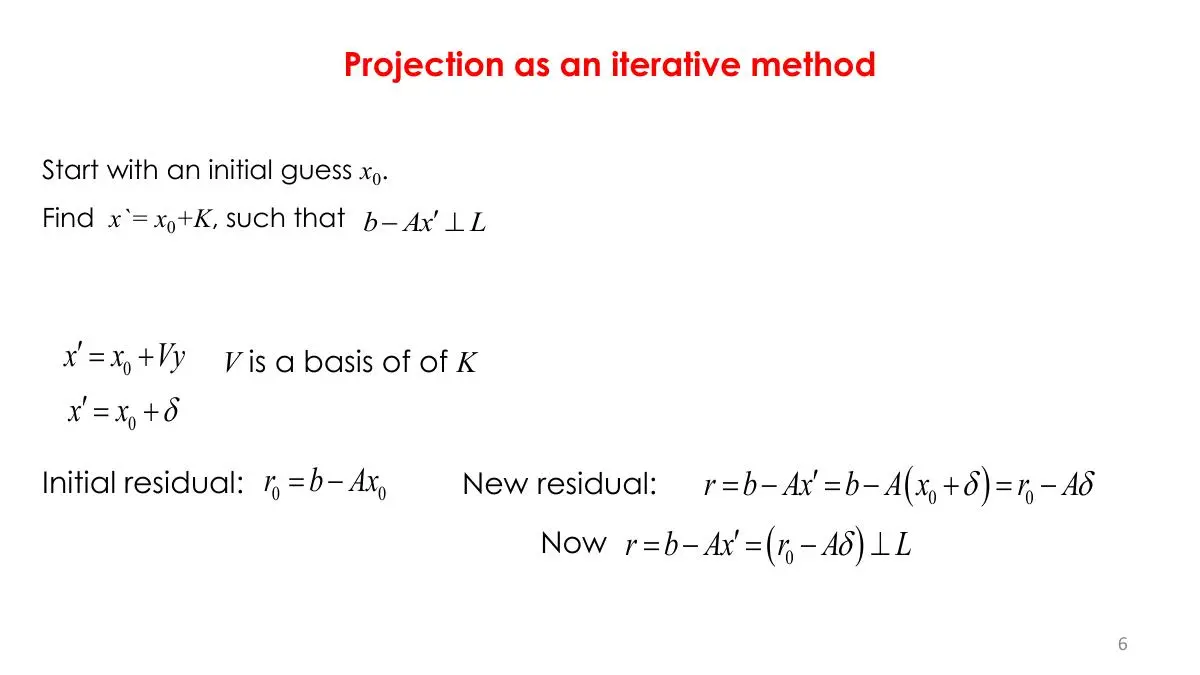 Projection as an iterative method
Start with an initial guess x₀.
Find x`= x₀+K, such that b − Ax′ ⊥ L
x′ = x₀ + Vy V is a basis of of K
x′ = x₀ + δ
Initial residual: r₀ = b − Ax₀ New residual: r = b − Ax′ = b − A(x₀ + δ) = r₀ − Aδ
Now r = b − Ax′ = (r₀ − Aδ) ⊥ L
6